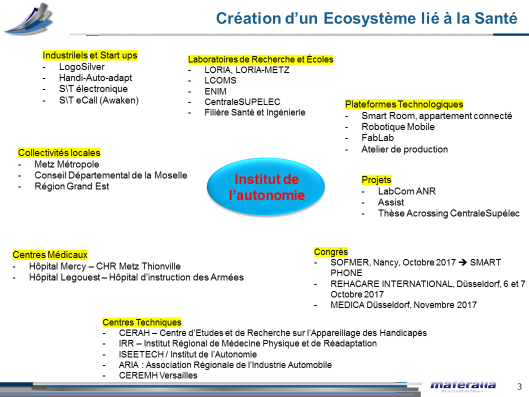 Création d'un Ecosystème lié à la Santé
Industrilels et Start ups
- LogoSilver
- Handi-Auto-adapt
- S\T électronique
- S\T eCall (Awaken)
Laboratoires de Recherche et Écoles
- LORIA, LORIA-METZ
- LCOMS
- ENIM
- CentraleSUPELEC
- Filière Santé et Ingénierie
Plateformes Technologiques
- Smart Room, appartement connecté
- Robotique Mobile
- FabLab
- Atelier de production
Collectivités locales
- Metz Métropole
- Conseil Départemental de la Moselle
- Région Grand Est
Institut de
l'autonomie
Projets
- LabCom ANR
- Assist
- Thèse Acrossing CentraleSupélec
Centres Médicaux
- Hôpital Mercy – CHR Metz Thionville
- Hôpital Legouest – Hôpital d'instruction des Armées
Congrès
- SOFMER, Nancy, Octobre 2017 ➔ SMART
PHONE
- REHACARE INTERNATIONAL, Düsseldorf, 6 et 7
Octobre 2017
- MEDICA Düsseldorf, Novembre 2017
Centres Techniques
- CERAH – Centre d'Etudes et de Recherche sur l'Appareillage des Handicapés
- IRR – Institut Régional de Médecine Physique et de Réadaptation
- ISEETECH / Institut de l'Autonomie
- ARIA : Association Régionale de l'Industrie Automobile
- CEREMH Versailles
materalia
3